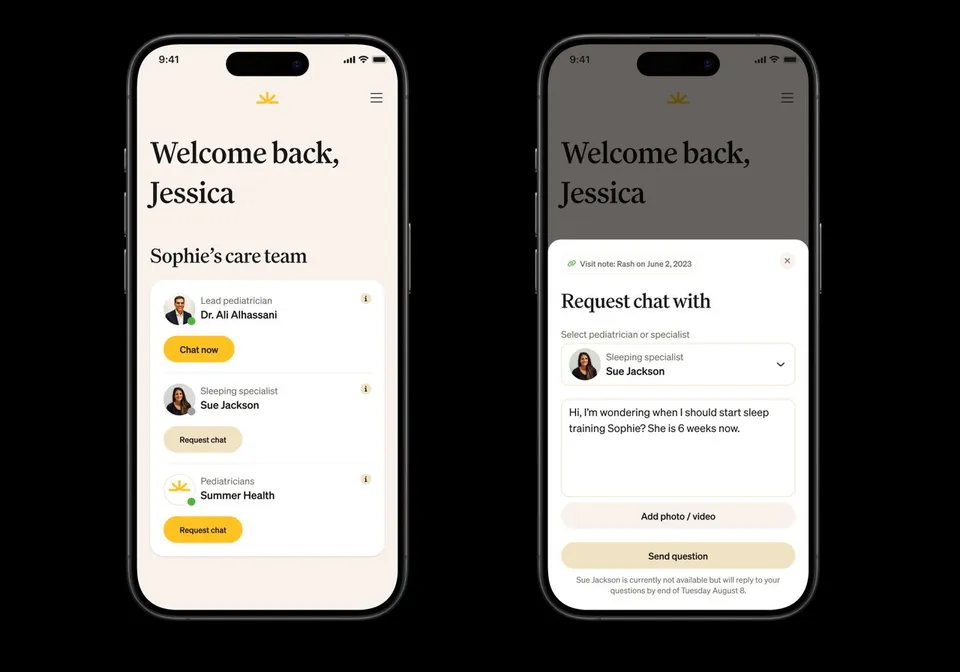 9:41
Welcome back,
Jessica
Sophie's care team
Lead pediatrician
Dr. Ali Alhassani
i
Chat now
Sleeping specialist
Sue Jackson
i
Request chat
Pediatricians
Summer Health
i
Request chat
9:41
Welcome back,
Jessica
Visit note: Rash on June 2, 2023
Request chat with
Select pediatrician or specialist
Sleeping specialist
Sue Jackson
Hi, I'm wondering when I should start sleep
training Sophie? She is 6 weeks now.
Add photo / video
Send question
Sue Jackson is currently not available but will reply to your
questions by end of Tuesday August 8.